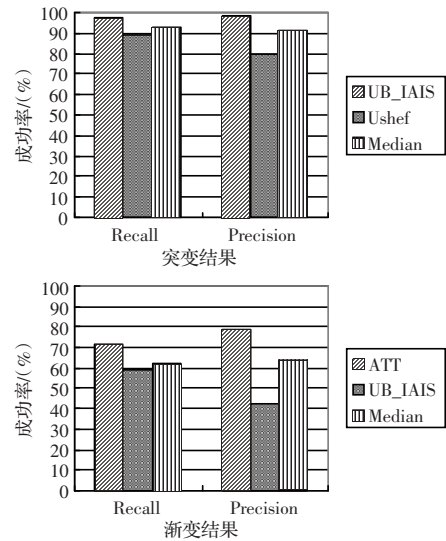 成功率/(%)
100
90
80
70
60
50
40
30
20
10
0
Recall Precision
突变结果
UB_IAIS
Ushef
Median
成功率/(%)
100
90
80
70
60
50
40
30
20
10
0
Recall Precision
渐变结果
ATT
UB_IAIS
Median